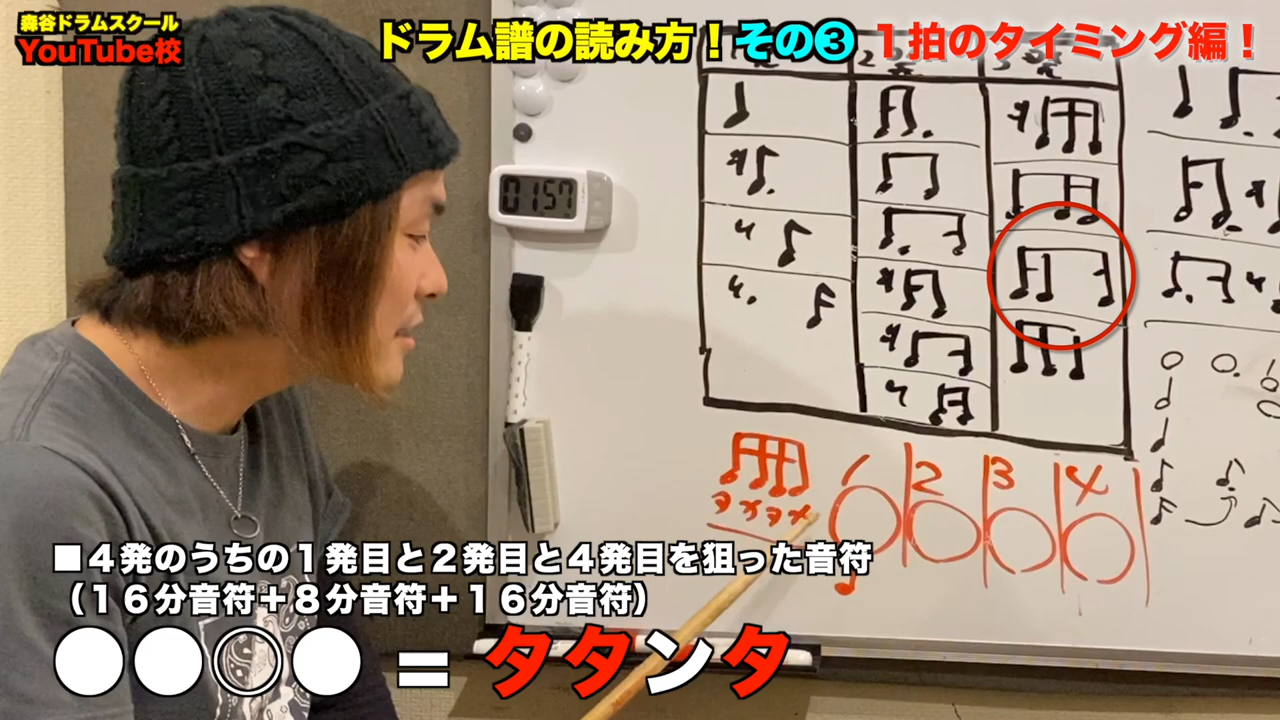 森谷ドラムスクール
YouTube校
ドラム譜の読み方！その③ １拍のタイミング編！
01:57
2 3 4
タタタタ
■４発のうちの１発目と２発目と４発目を狙った音符
（１６分音符＋８分音符＋１６分音符）
＝タタンタ